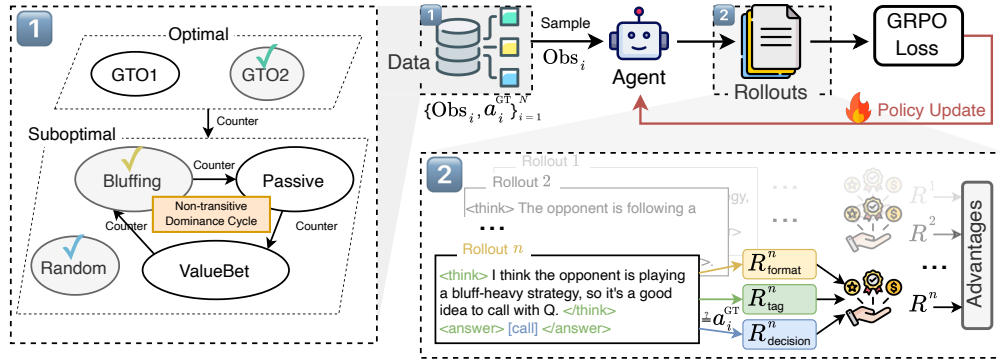 1
Optimal
GTO1
GTO2
Counter
Suboptimal
Bluffing
Counter
Passive
Non-transitive
Dominance Cycle
Counter
Counter
Random
ValueBet
1
Data
{Obs_i, a_i^GT}_{i=1}^N
Sample
Obs_i
Agent
2
Rollouts
GRPO
Loss
Policy Update
2
Rollout 1
Rollout 2
<think> The opponent is following a
...
Rollout n
<think> I think the opponent is playing
a bluff-heavy strategy, so it's a good
idea to call with Q. </think>
<answer> [call] </answer>
≟ a_i^GT
R^n_format
R^n_tag
R^n_decision
...
...
R^1
R^2
...
R^n
Advantages